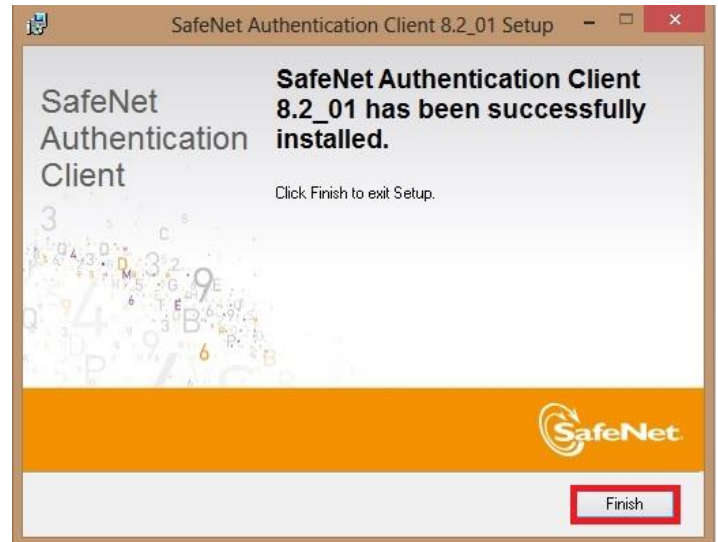 SafeNet Authentication Client 8.2_01 Setup
SafeNet
Authentication
Client
SafeNet Authentication Client
8.2_01 has been successfully
installed.
Click Finish to exit Setup.
SafeNet.
Finish